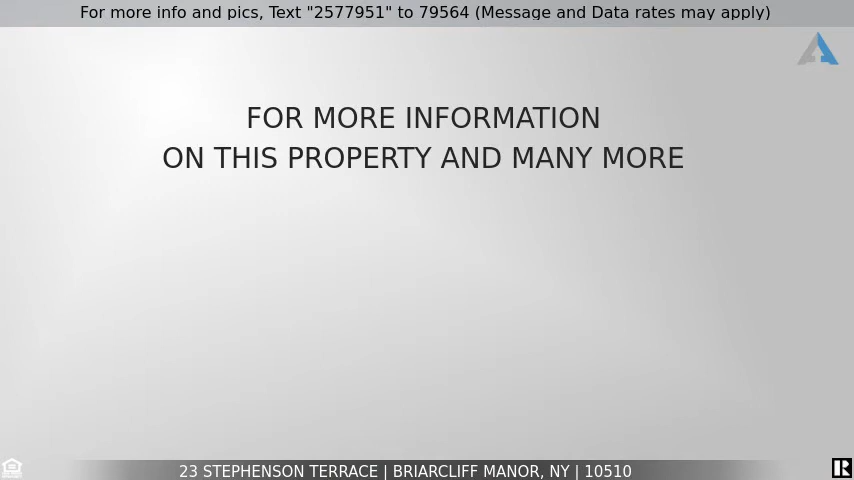 For more info and pics, Text "2577951" to 79564 (Message and Data rates may apply)
FOR MORE INFORMATION
ON THIS PROPERTY AND MANY MORE
23 STEPHENSON TERRACE | BRIARCLIFF MANOR, NY | 10510